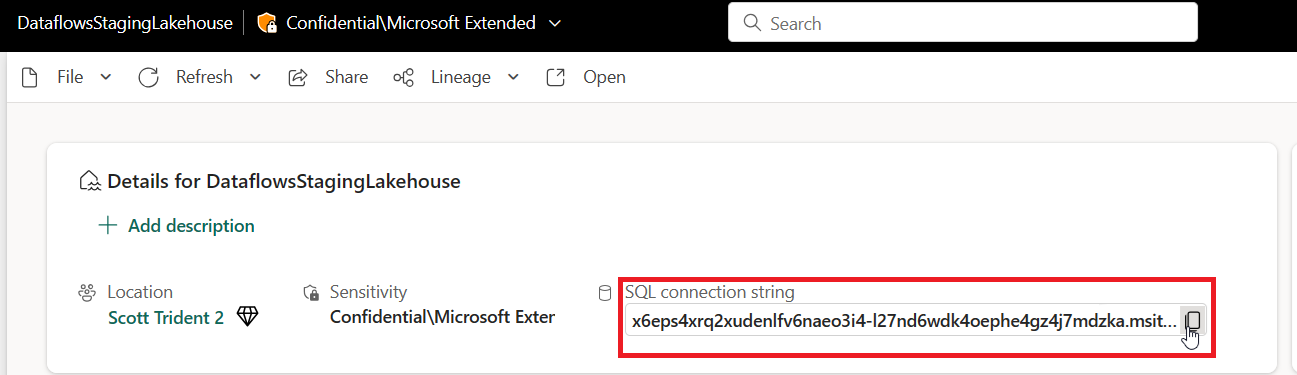 DataflowsStagingLakehouse Confidential\Microsoft Extended Search
File Refresh Share Lineage Open
Details for DataflowsStagingLakehouse
Add description
Location Sensitivity SQL connection string
Scott Trident 2 Confidential\Microsoft Exter x6eps4xrq2xudenlfv6naeo3i4-l27nd6wdk4oephe4gz4j7mdzka.msit...